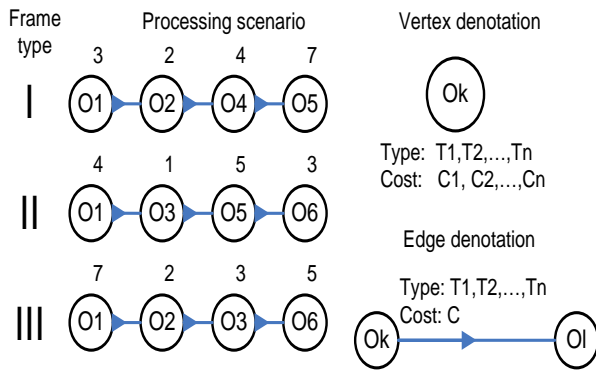 Frame type
Processing scenario
Vertex denotation
3 2 4 7
I O1 O2 O4 O5
Ok
Type: T1,T2,...,Tn
Cost: C1, C2,...,Cn
4 1 5 3
II O1 O3 O5 O6
Edge denotation
7 2 3 5
III O1 O2 O3 O6
Type: T1,T2,...,Tn
Cost: C
Ok Ol